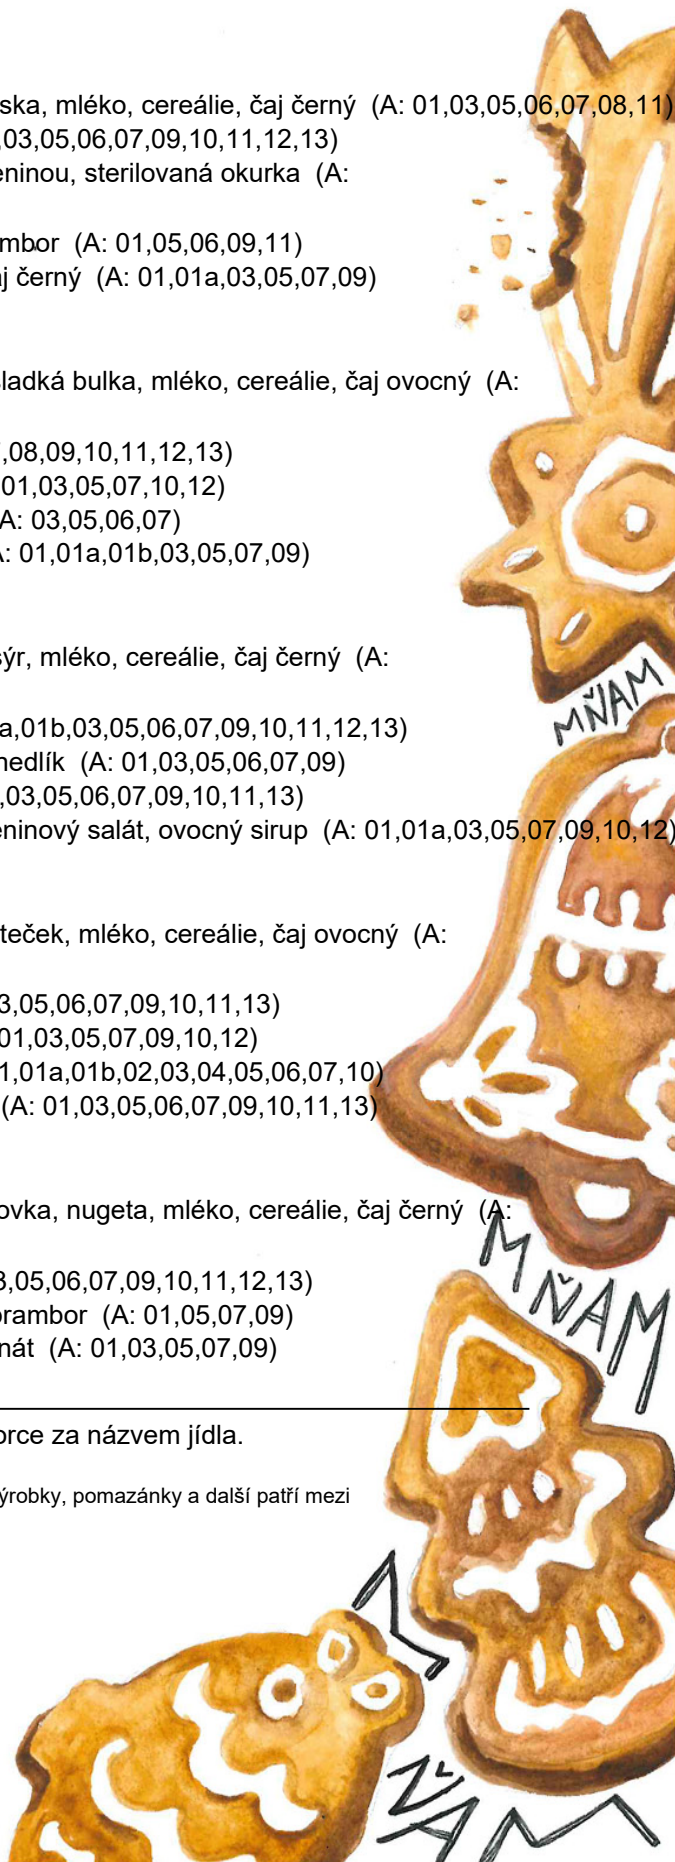 ska, mléko, cereálie, čaj černý (A: 01,03,05,06,07,08,11)
,03,05,06,07,09,10,11,12,13)
eninou, sterilovaná okurka (A:
mbor (A: 01,05,06,09,11)
aj černý (A: 01,01a,03,05,07,09)
sladká bulka, mléko, cereálie, čaj ovocný (A:
,08,09,10,11,12,13)
01,03,05,07,10,12)
A: 03,05,06,07)
A: 01,01a,01b,03,05,07,09)
sýr, mléko, cereálie, čaj černý (A:
a,01b,03,05,06,07,09,10,11,12,13)
nedlík (A: 01,03,05,06,07,09)
,03,05,06,07,09,10,11,13)
eninový salát, ovocný sirup (A: 01,01a,03,05,07,09,10,12)
MŇAM
teček, mléko, cereálie, čaj ovocný (A:
3,05,06,07,09,10,11,13)
01,03,05,07,09,10,12)
1,01a,01b,02,03,04,05,06,07,10)
(A: 01,03,05,06,07,09,10,11,13)
ovka, nugeta, mléko, cereálie, čaj černý (A:
MŇAM
3,05,06,07,09,10,11,12,13)
brambor (A: 01,05,07,09)
nát (A: 01,03,05,07,09)
orce za názvem jídla.
ýrobky, pomazánky a další patří mezi
MŇAM